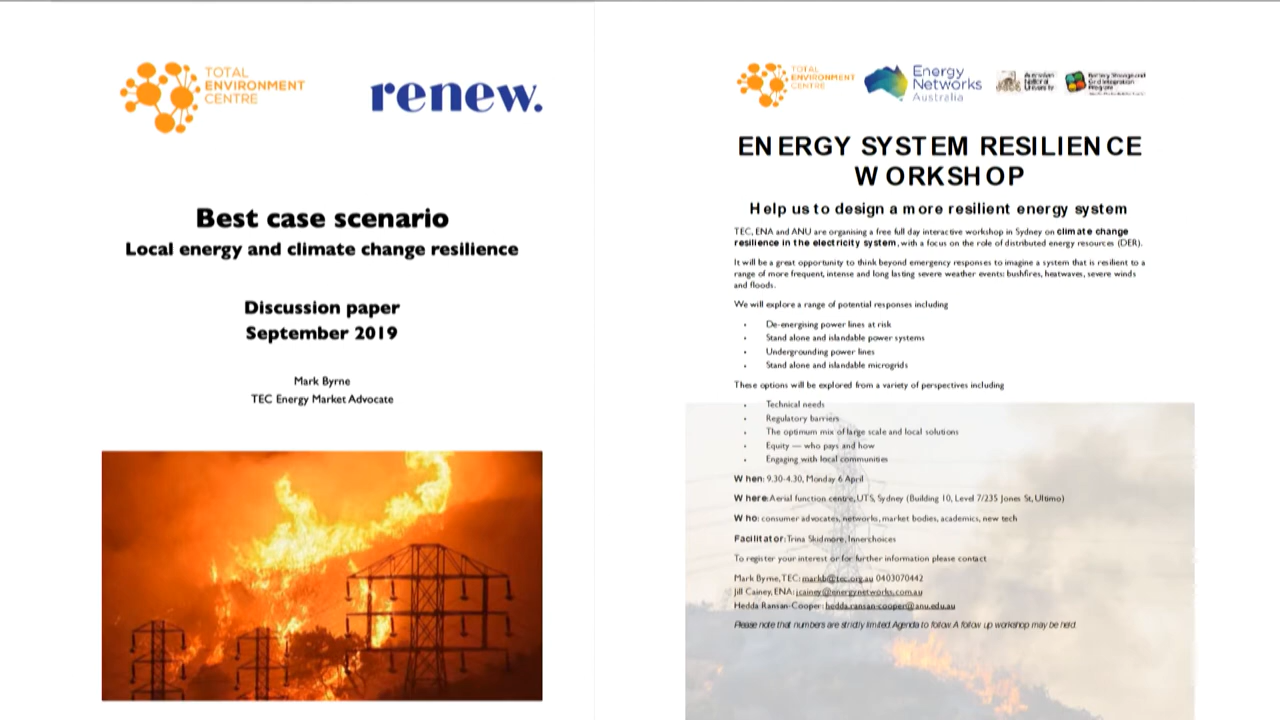 TOTAL
ENVIRONMENT
CENTRE
renew.
Best case scenario
Local energy and climate change resilience
Discussion paper
September 2019
Mark Byrne
TEC Energy Market Advocate
TOTAL
ENVIRONMENT
CENTRE
Energy
Networks
Australia
Australian
National
University
Battery Storage and
Grid Integration
Program
ENERGY SYSTEM RESILIENCE
WORKSHOP
Help us to design a more resilient energy system
TEC, ENA and ANU are organising a free full day interactive workshop in Sydney on climate change
resilience in the electricity system, with a focus on the role of distributed energy resources (DER).
It will be a great opportunity to think beyond emergency responses to imagine a system that is resilient to a
range of more frequent, intense and long lasting severe weather events: bushfires, heatwaves, severe winds
and floods.
We will explore a range of potential responses including
• De-energising power lines at risk
• Stand alone and islandable power systems
• Undergrounding power lines
• Stand alone and islandable microgrids
These options will be explored from a variety of perspectives including
• Technical needs
• Regulatory barriers
• The optimum mix of large scale and local solutions
• Equity — who pays and how
• Engaging with local communities
When: 9.30-4.30, Monday 6 April
Where: Aerial function centre, UTS, Sydney (Building 10, Level 7/235 Jones St, Ultimo)
Who: consumer advocates, networks, market bodies, academics, new tech
Facilitator: Trina Skidmore, Innerchoices
To register your interest or for further information please contact
Mark Byrne, TEC: markb@tec.org.au 0403070442
Jill Cainey, ENA: jcainey@energynetworks.com.au
Hedda Ransan-Cooper: hedda.ransan-cooper@anu.edu.au
Please note that numbers are strictly limited. Agenda to follow. A follow up workshop may be held.